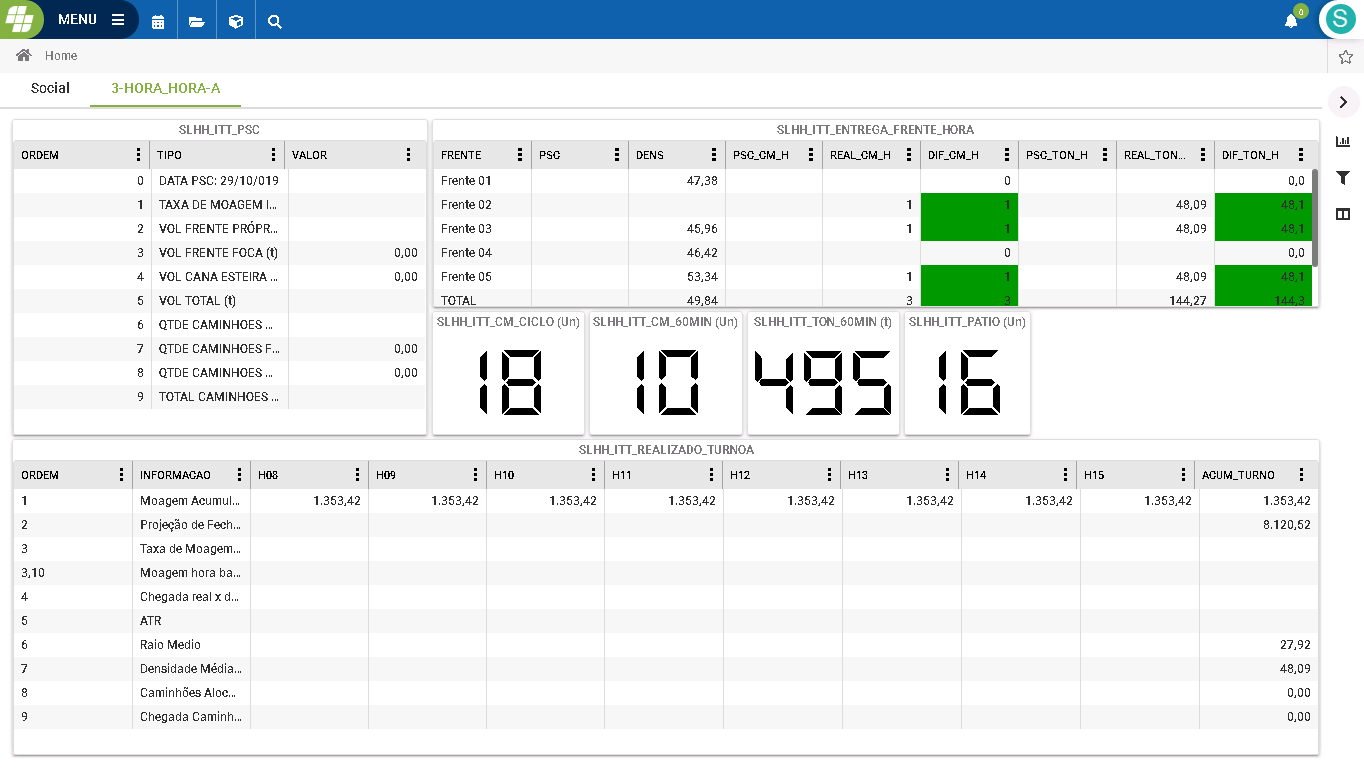 MENU
0
S
Home
Social 3-HORA_HORA-A
SLHH_ITT_PSC
ORDEM TIPO VALOR
0 DATA PSC: 29/10/019
1 TAXA DE MOAGEM I...
2 VOL FRENTE PRÓPR...
3 VOL FRENTE FOCA (t) 0,00
4 VOL CANA ESTEIRA ... 0,00
5 VOL TOTAL (t)
6 QTDE CAMINHOES ...
7 QTDE CAMINHOES F... 0,00
8 QTDE CAMINHOES ... 0,00
9 TOTAL CAMINHOES ...
SLHH_ITT_ENTREGA_FRENTE_HORA
FRENTE PSC DENS PSC_CM_H REAL_CM_H DIF_CM_H PSC_TON_H REAL_TON... DIF_TON_H
Frente 01 47,38 0 0,0
Frente 02 1 1 48,09 48,1
Frente 03 45,96 1 1 48,09 48,1
Frente 04 46,42 0 0,0
Frente 05 53,34 1 1 48,09 48,1
TOTAL 49,84 3 3 144,27 144,3
SLHH_ITT_CM_CICLO (Un)
18
SLHH_ITT_CM_60MIN (Un)
10
SLHH_ITT_TON_60MIN (t)
495
SLHH_ITT_PATIO (Un)
16
SLHH_ITT_REALIZADO_TURNOA
ORDEM INFORMACAO H08 H09 H10 H11 H12 H13 H14 H15 ACUM_TURNO
1 Moagem Acumul... 1.353,42 1.353,42 1.353,42 1.353,42 1.353,42 1.353,42 1.353,42 1.353,42 1.353,42
2 Projeção de Fech... 8.120,52
3 Taxa de Moagem...
3,10 Moagem hora ba...
4 Chegada real x d...
5 ATR
6 Raio Medio 27,92
7 Densidade Média... 48,09
8 Caminhões Aloc... 0,00
9 Chegada Caminh... 0,00